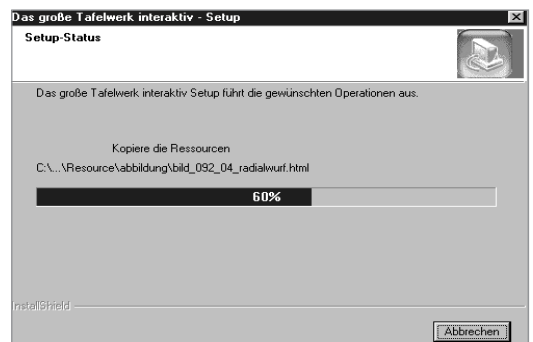 Das große Tafelwerk interaktiv - Setup
Setup-Status
Das große Tafelwerk interaktiv Setup führt die gewünschten Operationen aus.
Kopiere die Ressourcen
C:\...\Resource\abbildung\bild_092_04_radialwurf.html
60%
InstallShield
Abbrechen